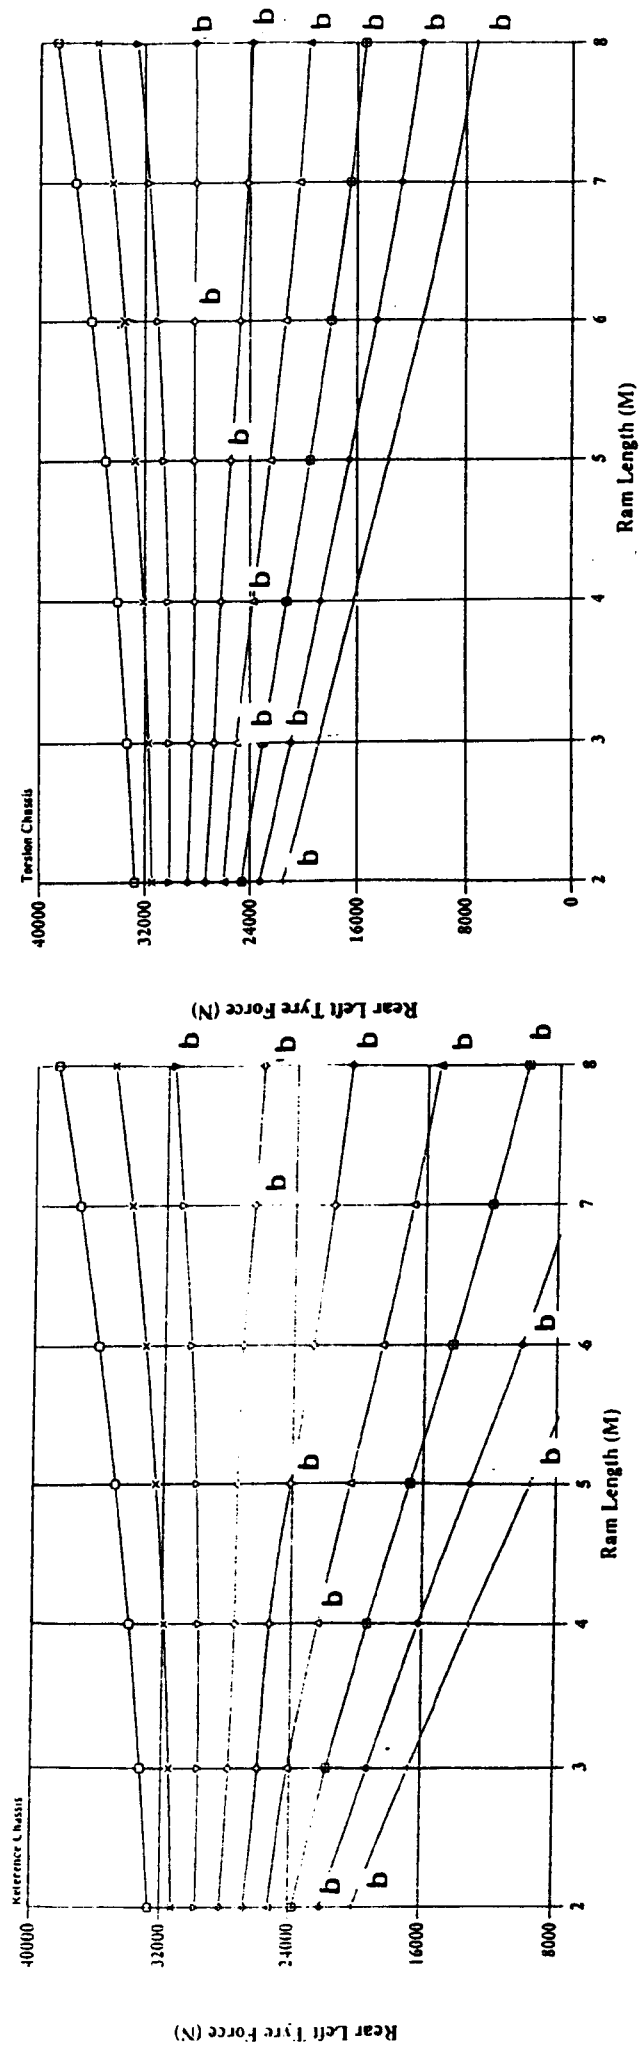 Reference Chassis
Rear Left Tyre Force (N)
40000
32000
24000
16000
8000
b
b
b
b
b
b
b
b
b
b
b
b
2 3 4 5 6 7 8
Ram Length (M)
Torsion Chassis
Rear Left Tyre Force (N)
40000
32000
24000
16000
8000
0
b
b
b
b
b
b
b
b
b
b
b
b
2 3 4 5 6 7 8
Ram Length (M)